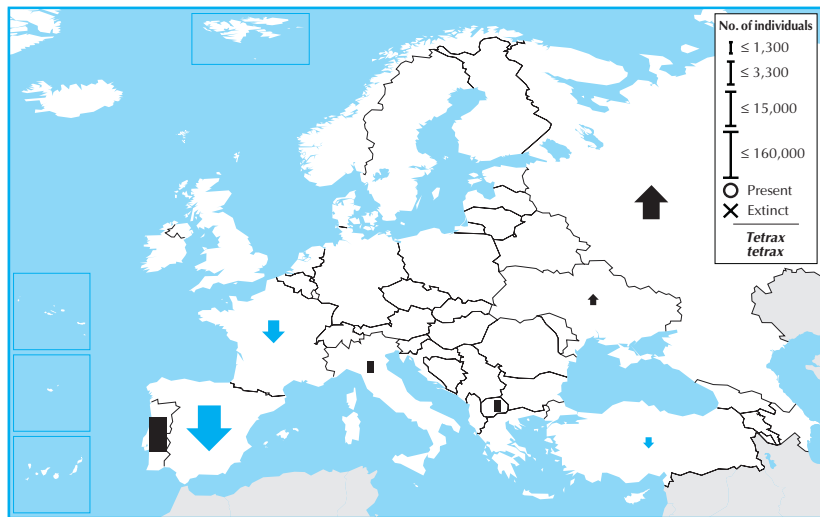 No. of individuals
≤ 1,300
≤ 3,300
≤ 15,000
≤ 160,000
Present
Extinct
Tetrax
tetrax